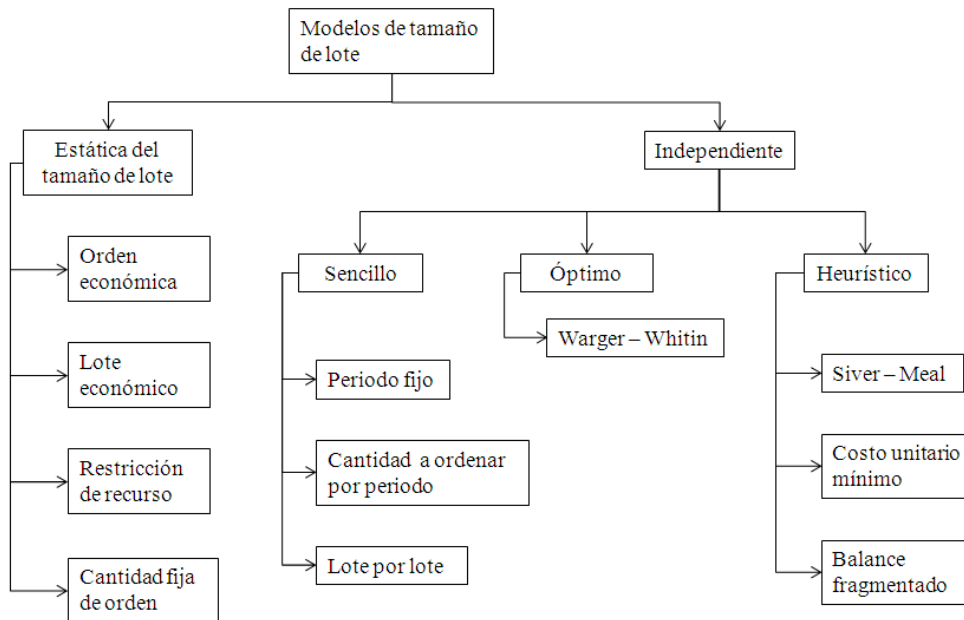 Modelos de tamaño
de lote
Estática del
tamaño de lote
Independiente
Orden
económica
Lote
económico
Restricción
de recurso
Cantidad fija
de orden
Sencillo
Periodo fijo
Cantidad a ordenar
por periodo
Lote por lote
Óptimo
Warger – Whitin
Heurístico
Siver – Meal
Costo unitario
mínimo
Balance
fragmentado